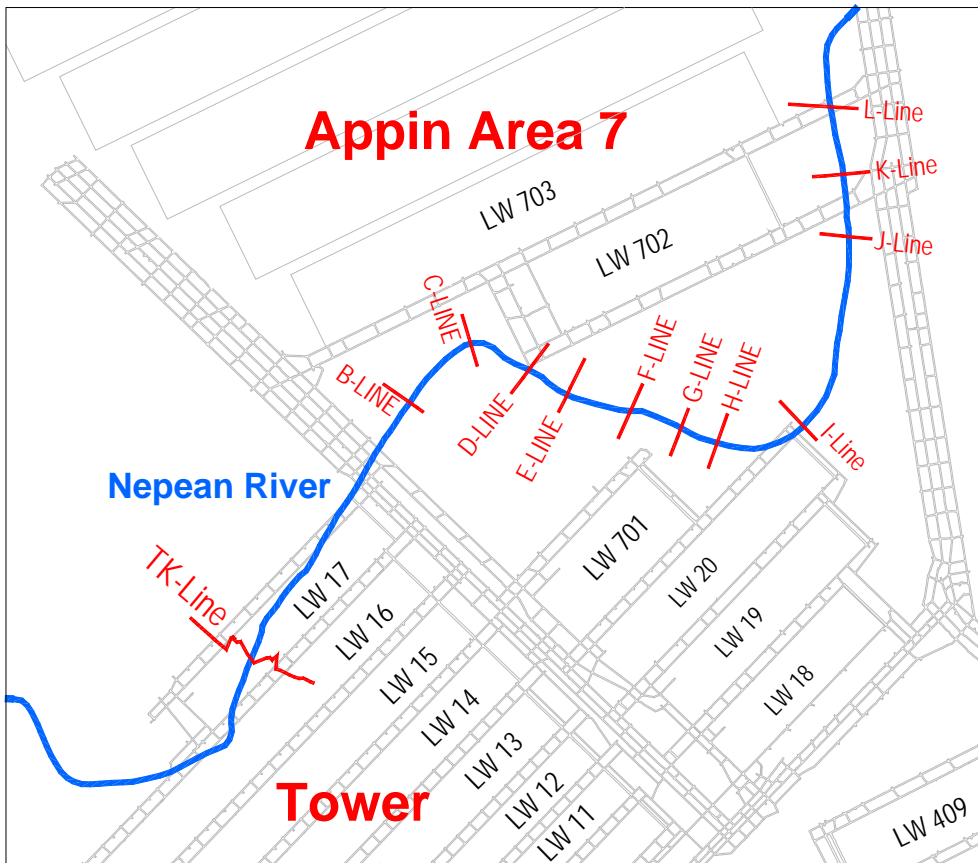 Appin Area 7
L-Line
K-Line
LW 703
J-Line
LW 702
C-LINE
B-LINE
D-LINE
E-LINE
F-LINE
G-LINE
H-LINE
I-Line
Nepean River
TK-Line
LW 701
LW 17
LW 20
LW 16
LW 19
LW 15
LW 18
LW 14
LW 13
Tower
LW 12
LW 11
LW 409